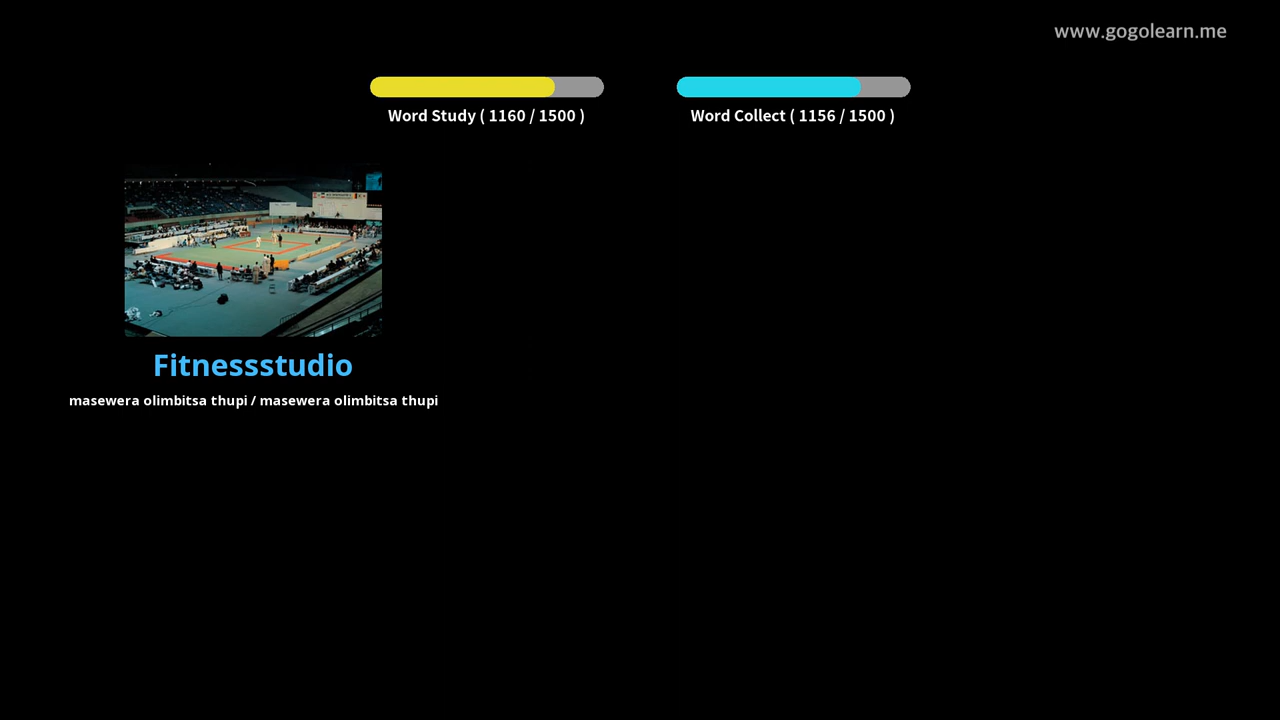 www.gogolearn.me
Word Study ( 1160 / 1500 )
Word Collect ( 1156 / 1500 )
Fitnessstudio
masewera olimbitsa thupi / masewera olimbitsa thupi